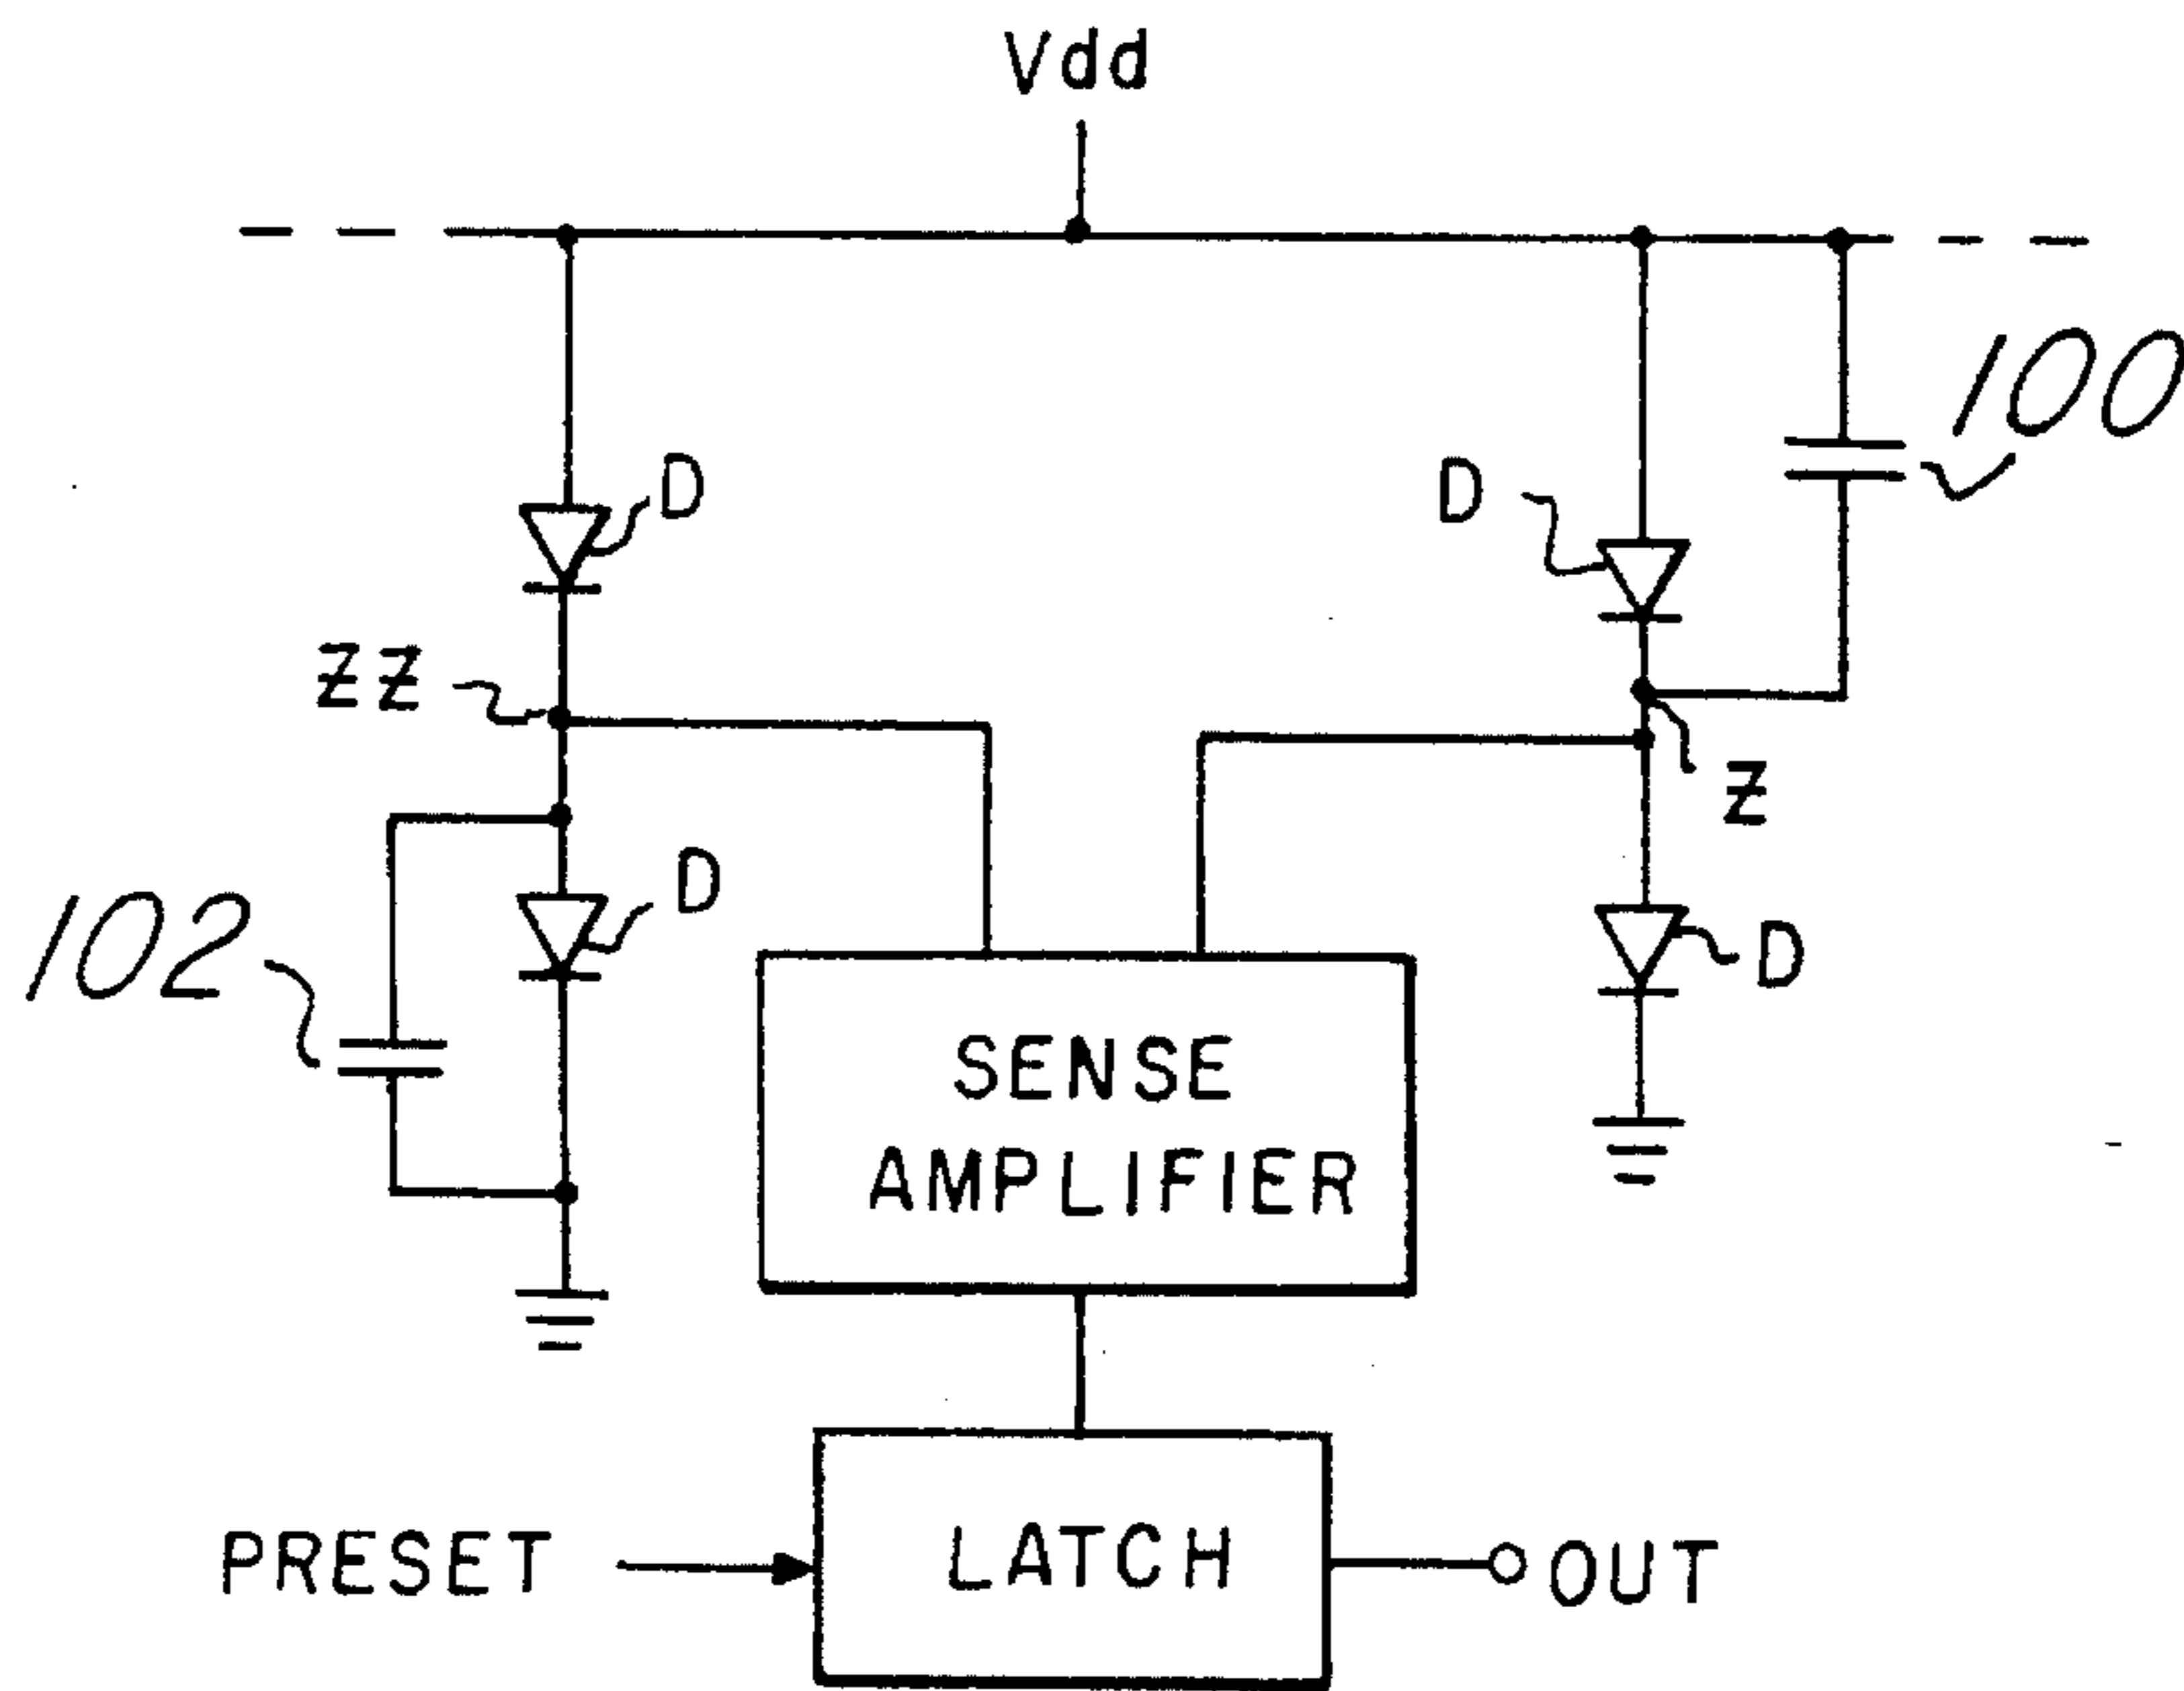 Vdd
100
D
D
ZZ
Z
D
102
D
SENSE
AMPLIFIER
PRESET
LATCH
OUT